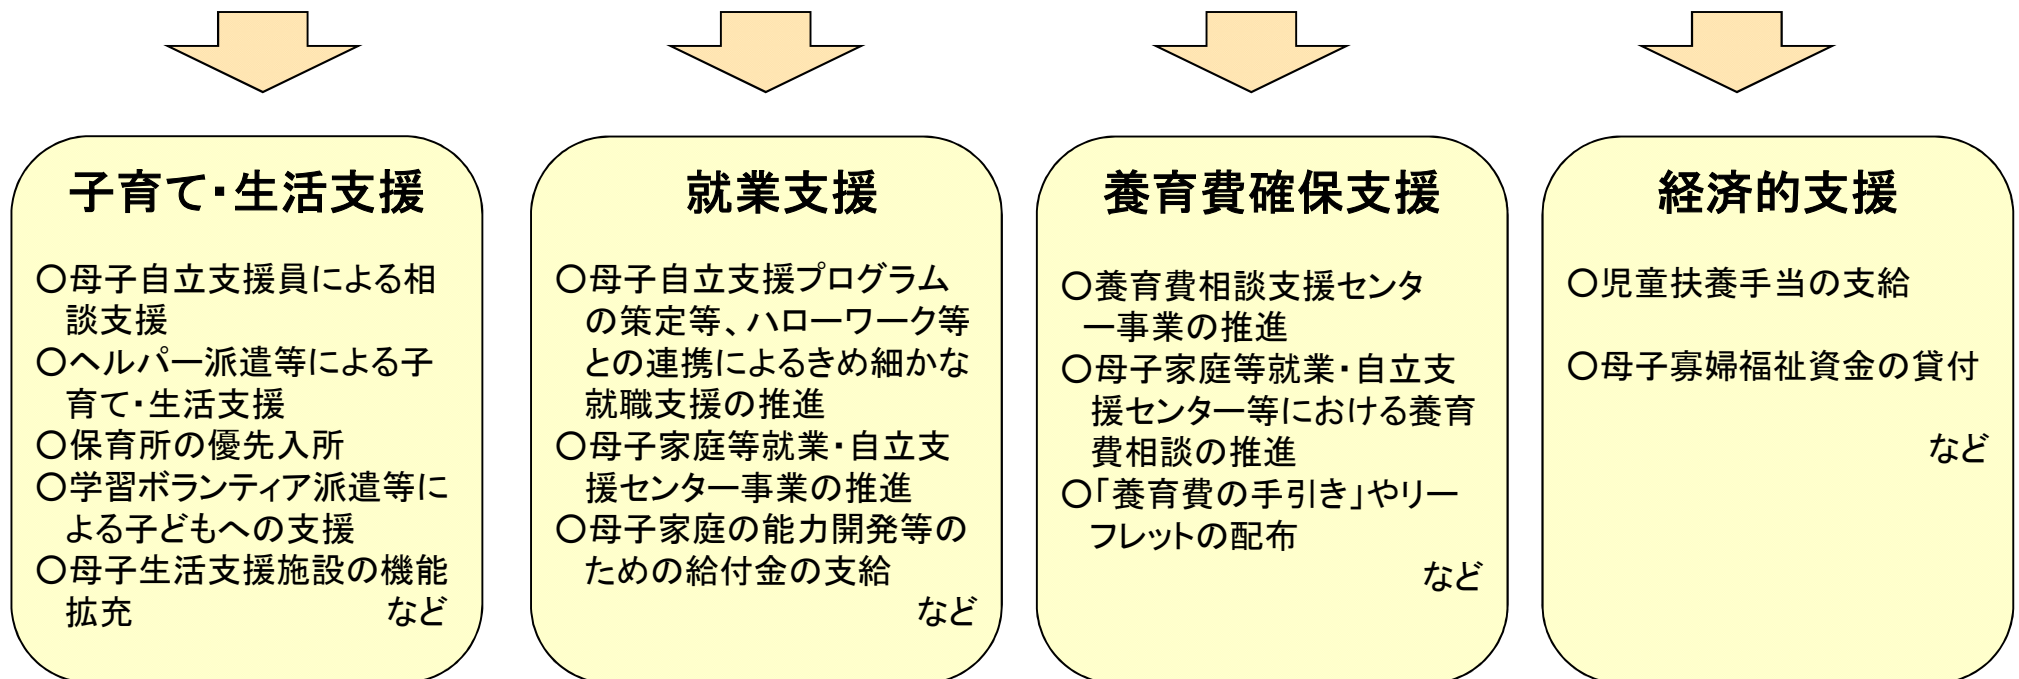 子育て・生活支援
○母子自立支援員による相
談支援
○ヘルパー派遣等による子
育て・生活支援
○保育所の優先入所
○学習ボランティア派遣等に
よる子どもへの支援
○母子生活支援施設の機能
拡充 など
就業支援
○母子自立支援プログラム
の策定等、ハローワーク等
との連携によるきめ細かな
就職支援の推進
○母子家庭等就業・自立支
援センター事業の推進
○母子家庭の能力開発等の
ための給付金の支給
など
養育費確保支援
○養育費相談支援センタ
ー事業の推進
○母子家庭等就業・自立支
援センター等における養育
費相談の推進
○「養育費の手引き」やリー
フレットの配布
など
経済的支援
○児童扶養手当の支給
○母子寡婦福祉資金の貸付
など